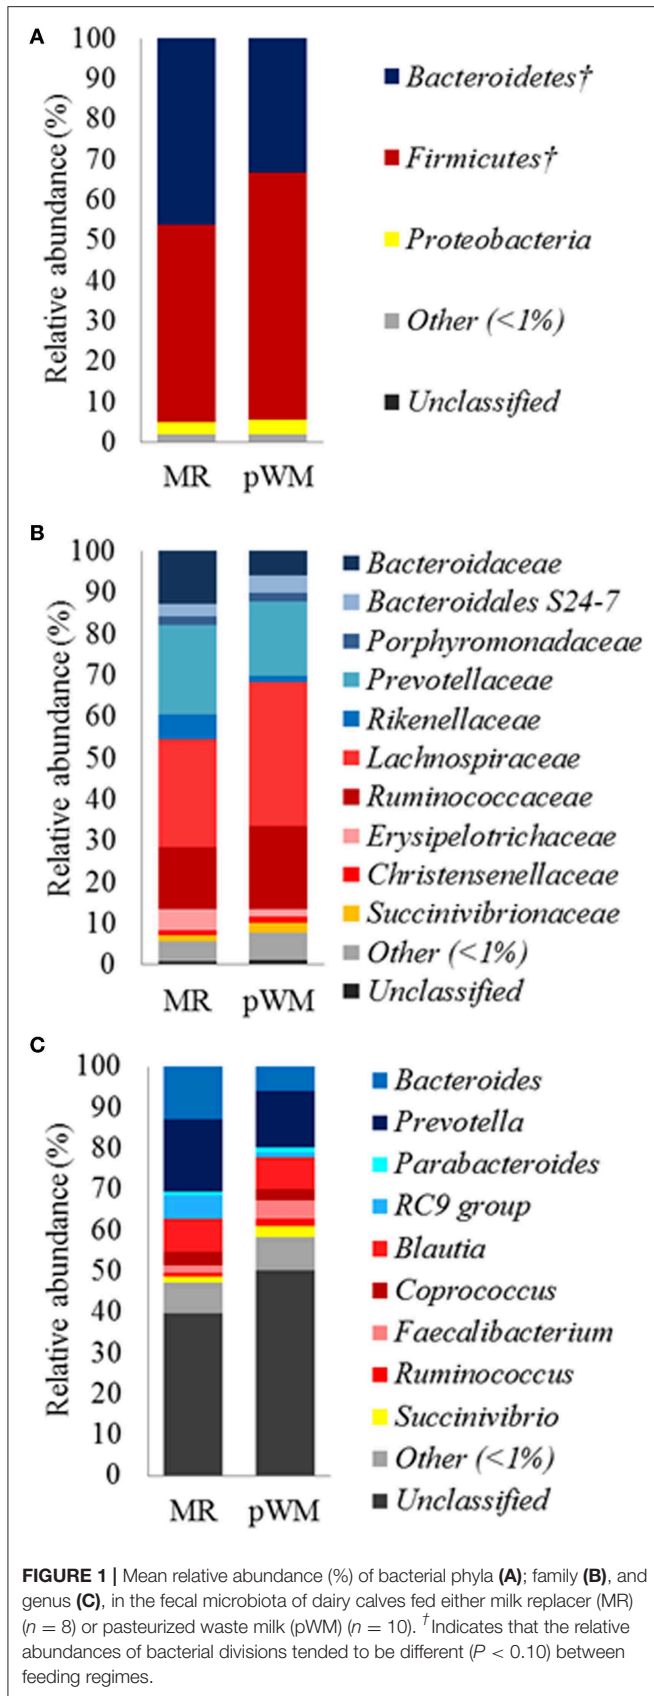 A
100
90
80
70
60
50
40
30
20
10
0
Relative abundance (%)
MR pWM
Bacteroidetes†
Firmicutes†
Proteobacteria
Other (<1%)
Unclassified
B
100
90
80
70
60
50
40
30
20
10
0
Relative abundance (%)
MR pWM
Bacteroidaceae
Bacteroidales S24-7
Porphyromonadaceae
Prevotellaceae
Rikenellaceae
Lachnospiraceae
Ruminococcaceae
Erysipelotrichaceae
Christensenellaceae
Succinivibrionaceae
Other (<1%)
Unclassified
C
100
90
80
70
60
50
40
30
20
10
0
Relative abundance (%)
MR pWM
Bacteroides
Prevotella
Parabacteroides
RC9 group
Blautia
Coprococcus
Faecalibacterium
Ruminococcus
Succinivibrio
Other (<1%)
Unclassified
FIGURE 1 | Mean relative abundance (%) of bacterial phyla (A); family (B), and
genus (C), in the fecal microbiota of dairy calves fed either milk replacer (MR)
(n = 8) or pasteurized waste milk (pWM) (n = 10). †Indicates that the relative
abundances of bacterial divisions tended to be different (P < 0.10) between
feeding regimes.